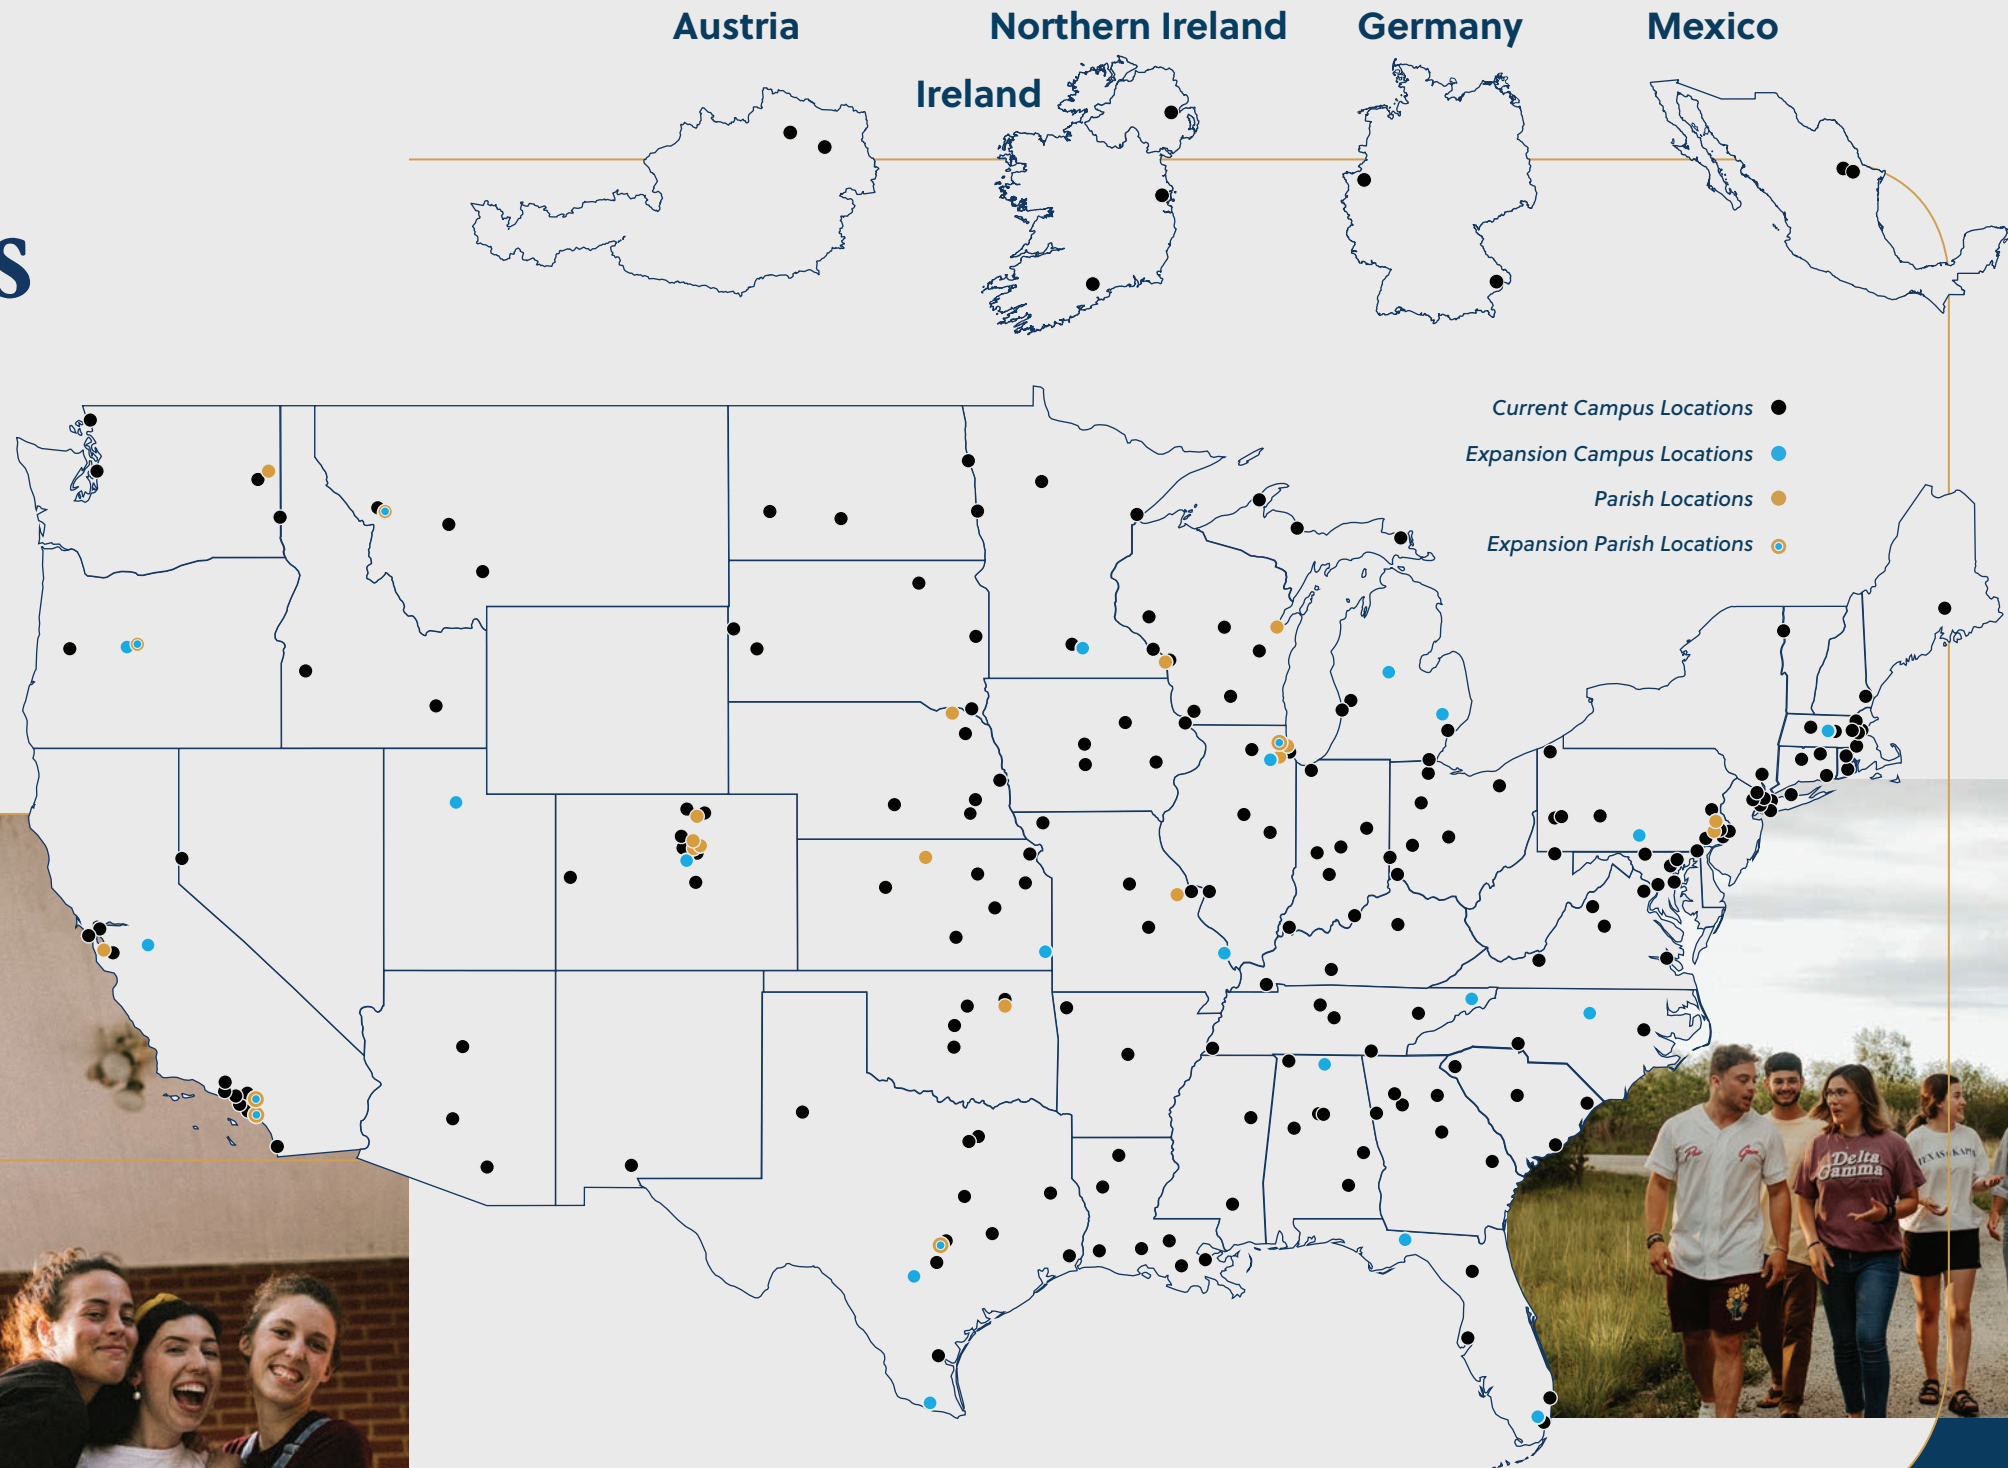 Austria
Northern Ireland
Germany
Mexico
Ireland
s
Current Campus Locations
Expansion Campus Locations
Parish Locations
Expansion Parish Locations
Delta
Gamma